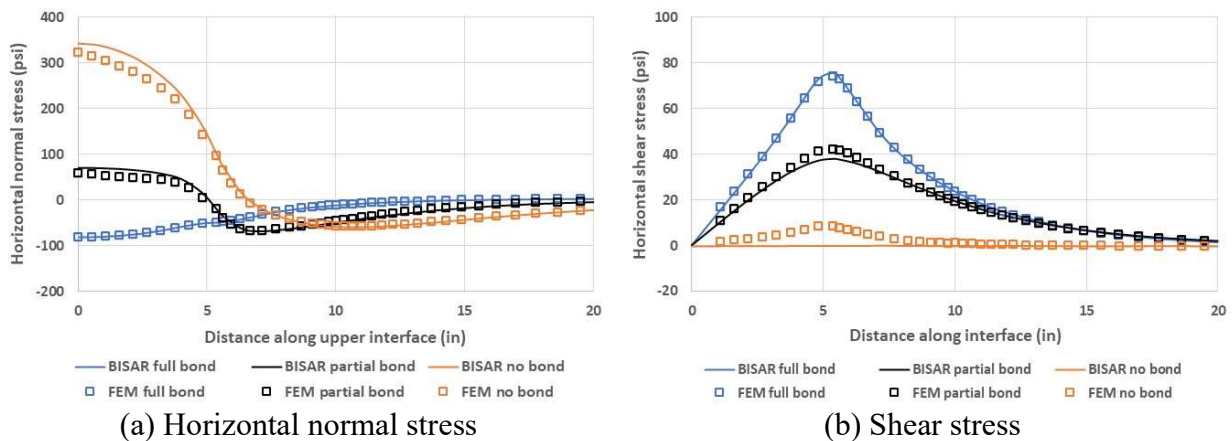 Horizontal normal stress (psi)
400
300
200
100
0
-100
-200
0 5 10 15 20
Distance along upper interface (in)
BISAR full bond BISAR partial bond BISAR no bond
FEM full bond FEM partial bond FEM no bond
(a) Horizontal normal stress
Horizontal shear stress (psi)
100
80
60
40
20
0
-20
0 5 10 15 20
Distance along interface (in)
BISAR full bond BISAR partial bond BISAR no bond
FEM full bond FEM partial bond FEM no bond
(b) Shear stress